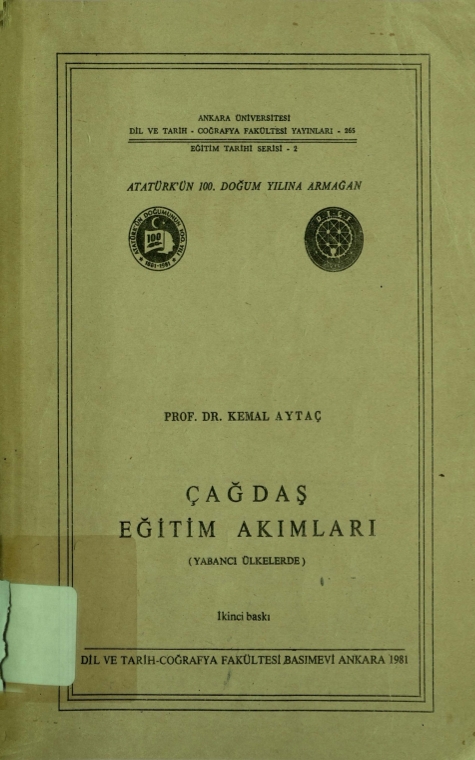 ANKARA ÜNİVERSİTESİ
DİL VE TARİH - COĞRAFYA FAKÜLTESİ YAYINLARI - 265
EĞİTİM TARİHİ SERİSİ - 2
ATATÜRK'ÜN 100. DOĞUM YILINA ARMAĞAN
ATATÜRK'ÜN DOĞUMUNUN 100. YILI
100
1881-1981
PROF. DR. KEMAL AYTAÇ
ÇAĞDAŞ
EĞİTİM AKIMLARI
(YABANCI ÜLKELERDE)
İkinci baskı
DİL VE TARİH-COĞRAFYA FAKÜLTESİ BASIMEVİ ANKARA 1981